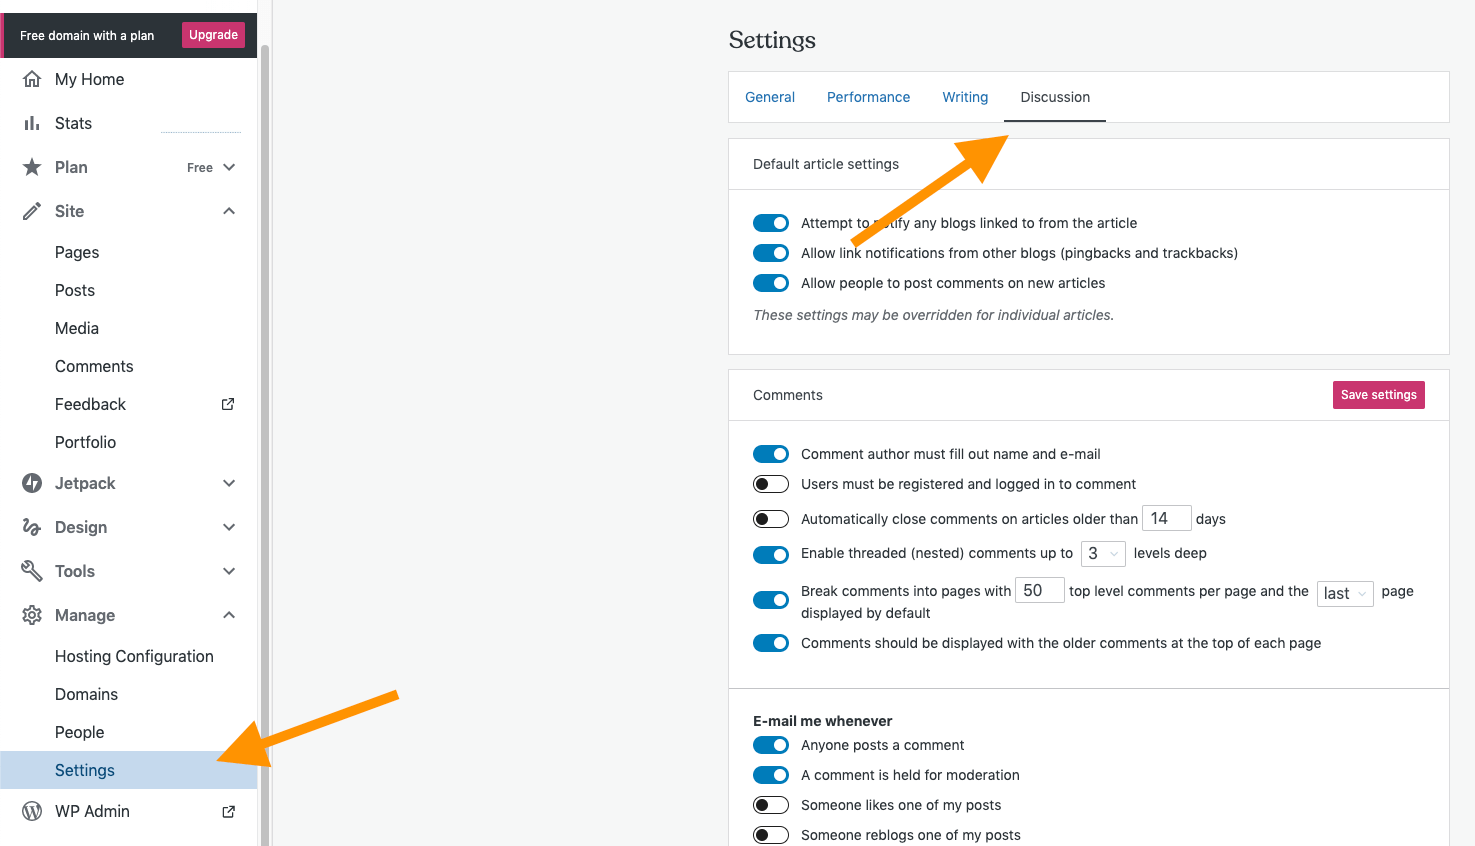 Free domain with a plan Upgrade
My Home
Stats
Plan Free
Site
Pages
Posts
Media
Comments
Feedback
Portfolio
Jetpack
Design
Tools
Manage
Hosting Configuration
Domains
People
Settings
WP Admin
Settings
General Performance Writing Discussion
Default article settings
Attempt to notify any blogs linked to from the article
Allow link notifications from other blogs (pingbacks and trackbacks)
Allow people to post comments on new articles
These settings may be overridden for individual articles.
Comments Save settings
Comment author must fill out name and e-mail
Users must be registered and logged in to comment
Automatically close comments on articles older than 14 days
Enable threaded (nested) comments up to 3 levels deep
Break comments into pages with 50 top level comments per page and the last page
displayed by default
Comments should be displayed with the older comments at the top of each page
E-mail me whenever
Anyone posts a comment
A comment is held for moderation
Someone likes one of my posts
Someone reblogs one of my posts